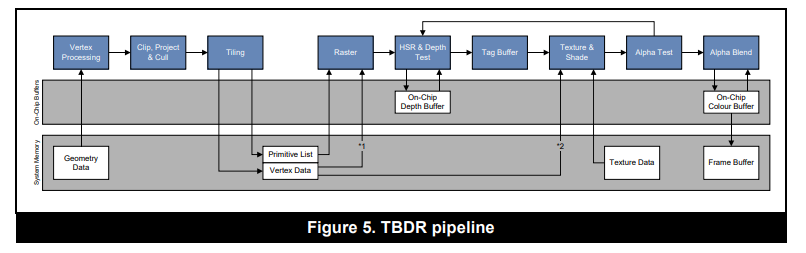 Vertex
Processing
Clip, Project
& Cull
Tiling
Raster
HSR & Depth
Test
Tag Buffer
Texture &
Shade
Alpha Test
Alpha Blend
On-Chip Buffers
On-Chip
Depth Buffer
On-Chip
Colour Buffer
System Memory
Geometry
Data
Primitive List
Vertex Data
*1
*2
Texture Data
Frame Buffer
Figure 5. TBDR pipeline